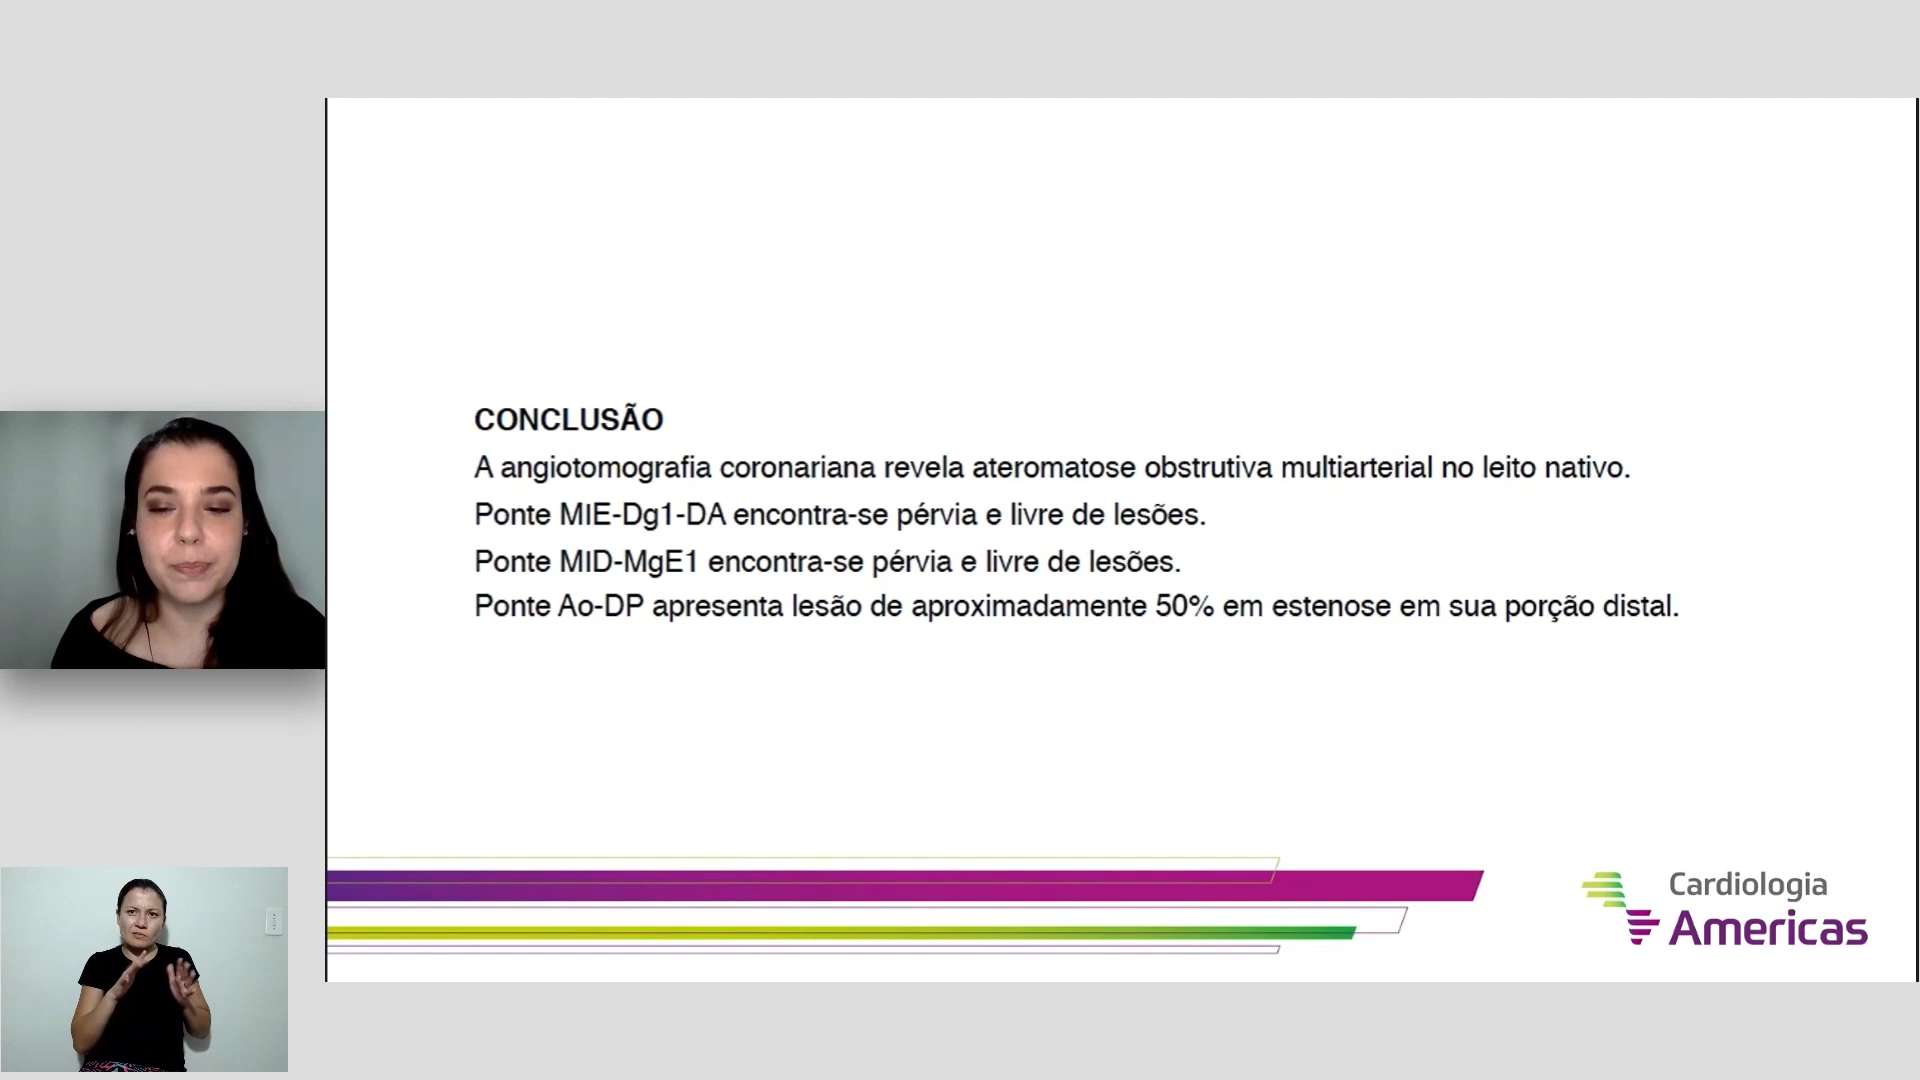 CONCLUSÃO
A angiotomografia coronariana revela ateromatose obstrutiva multiarterial no leito nativo.
Ponte MIE-Dg1-DA encontra-se pérvia e livre de lesões.
Ponte MID-MgE1 encontra-se pérvia e livre de lesões.
Ponte Ao-DP apresenta lesão de aproximadamente 50% em estenose em sua porção distal.
Cardiologia
Americas